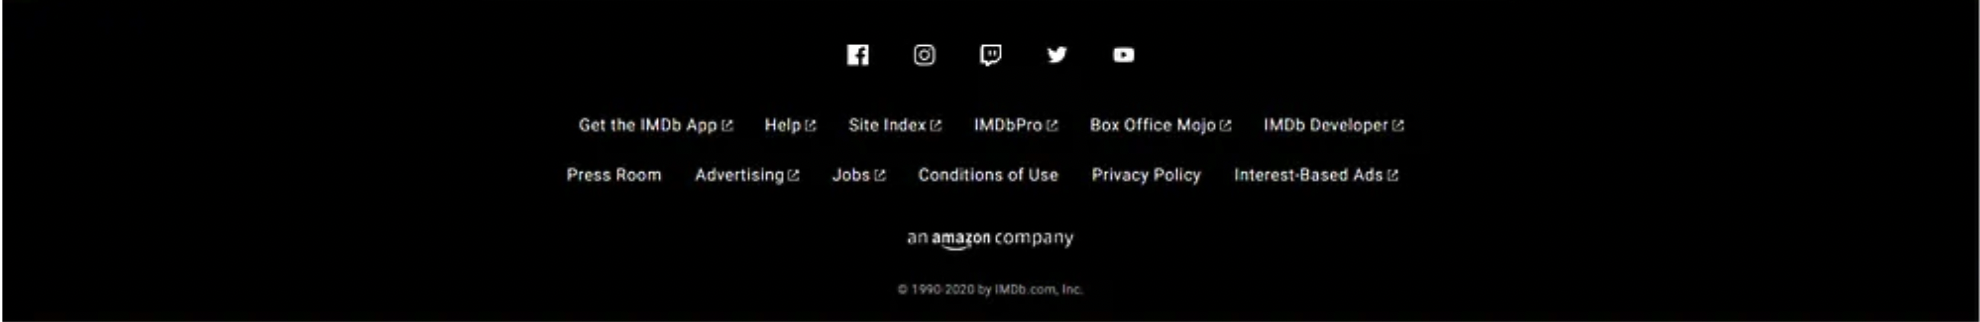 Get the IMDb App Help Site Index IMDbPro Box Office Mojo IMDb Developer
Press Room Advertising Jobs Conditions of Use Privacy Policy Interest-Based Ads
an amazon company
© 1990-2020 by IMDb.com, Inc.